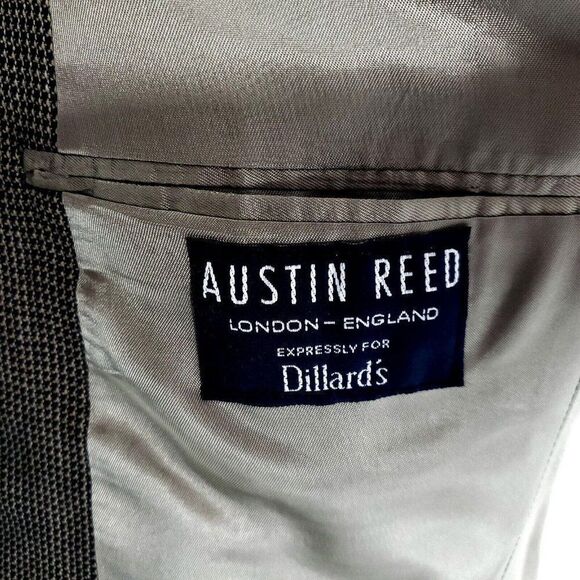 AUSTIN REED
LONDON - ENGLAND
EXPRESSLY FOR
Dillard's